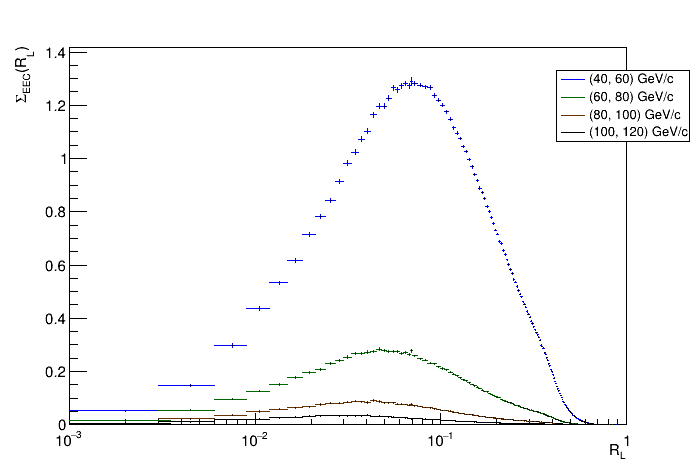 Σ_EEC(R_L)
1.4
1.2
1
0.8
0.6
0.4
0.2
0
10⁻³
10⁻²
10⁻¹
1
R_L
(40, 60) GeV/c
(60, 80) GeV/c
(80, 100) GeV/c
(100, 120) GeV/c